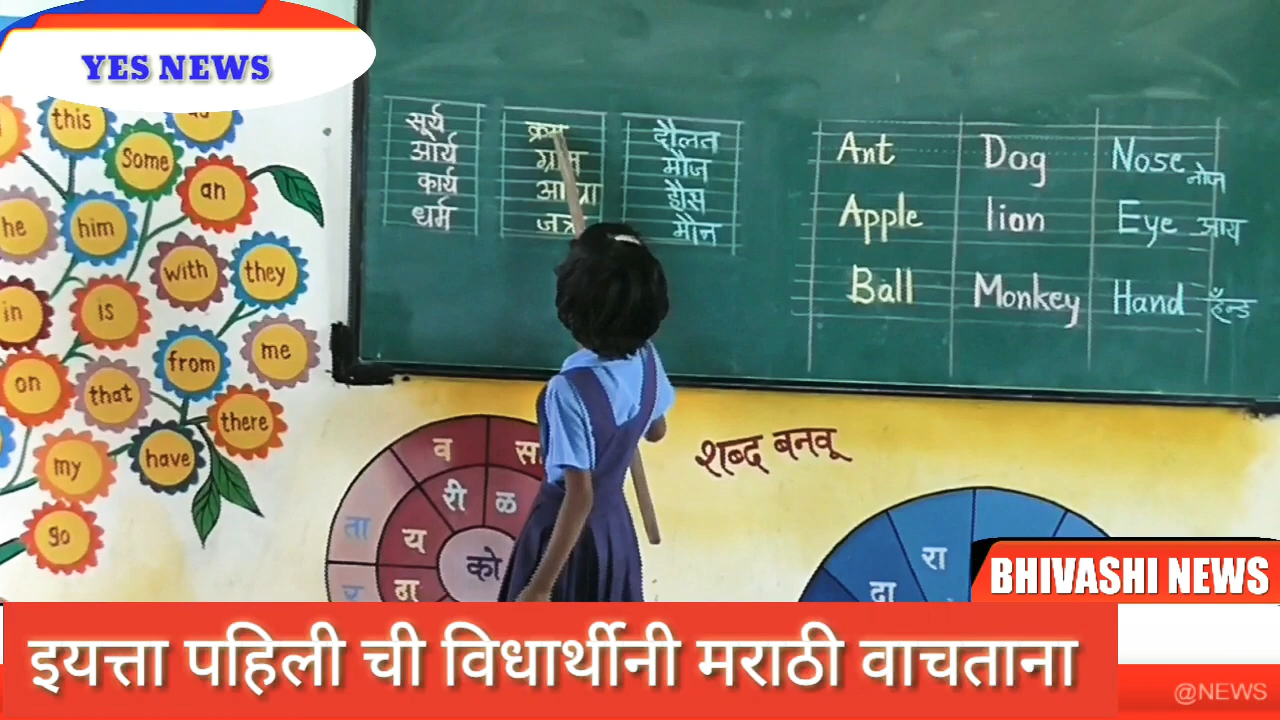 YES NEWS
this
Some
an
he
him
with
they
in
is
from
me
on
that
there
my
have
go
सूर्य
आर्य
कार्य
धर्म
ग्राम
दौलत
मौज
हौस
मौन
Ant Dog Nose नोज
Apple lion Eye आय
Ball Monkey Hand हॅन्ड
शब्द बनवू
व
री ळ
ता य
र ठा को
रा
दा
BHIVASHI NEWS
इयत्ता पहिली ची विधार्थीनी मराठी वाचताना
@NEWS